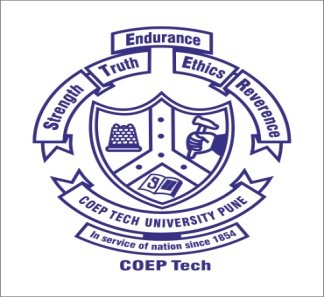 Strength Truth Endurance Ethics Reverence
COEP TECH UNIVERSITY PUNE
In service of nation since 1854
COEP Tech